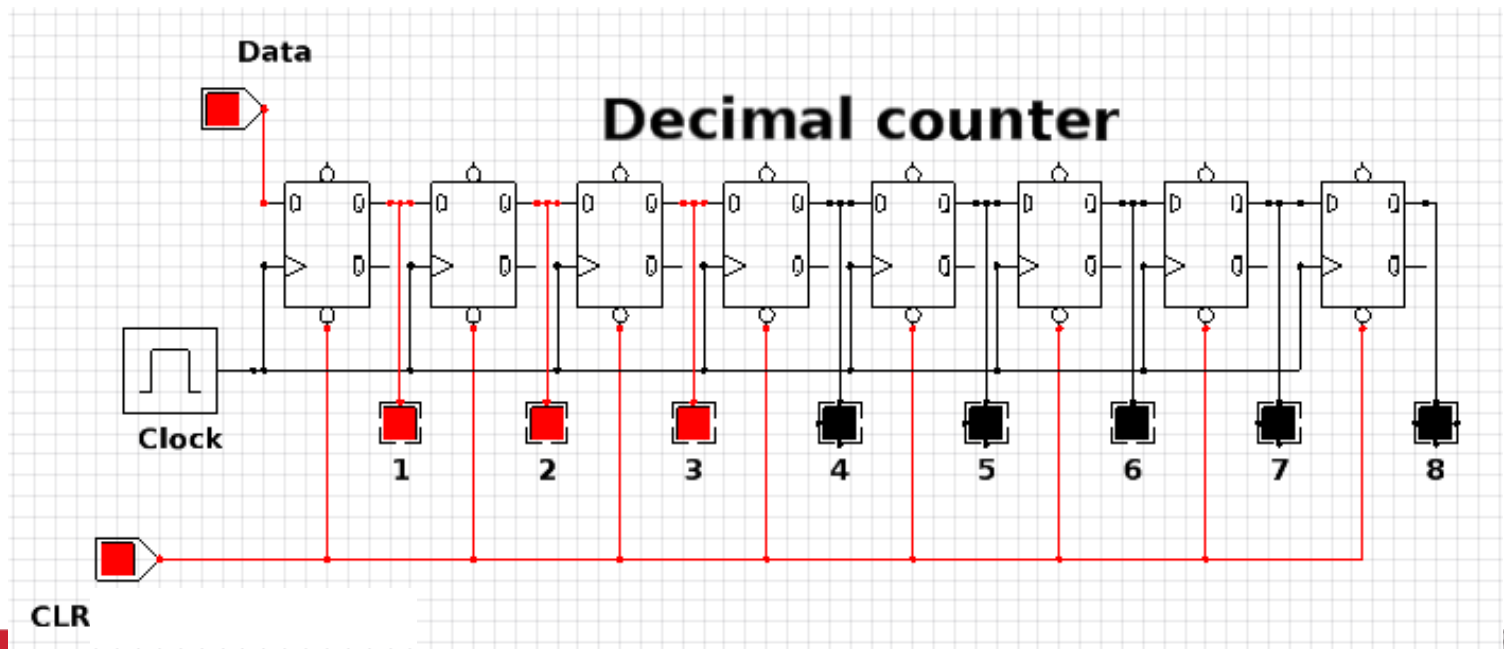 Data
Decimal counter
D Q D Q D Q D Q D Q D Q D Q D Q
Q Q Q Q Q Q Q Q
Clock
1 2 3 4 5 6 7 8
CLR